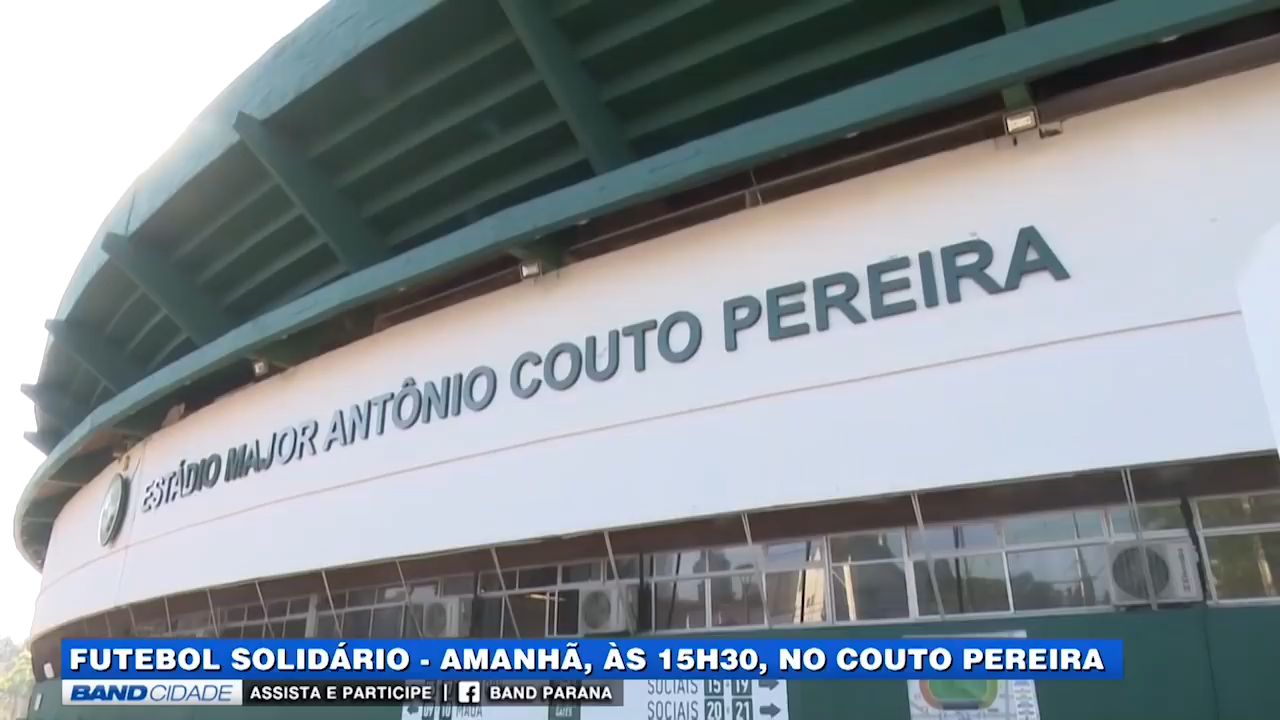 ESTÁDIO MAJOR ANTÔNIO COUTO PEREIRA
FUTEBOL SOLIDÁRIO - AMANHÃ, ÀS 15H30, NO COUTO PEREIRA
BAND CIDADE ASSISTA E PARTICIPE | BAND PARANA
SOCIAIS 15 19
SOCIAIS 20 21